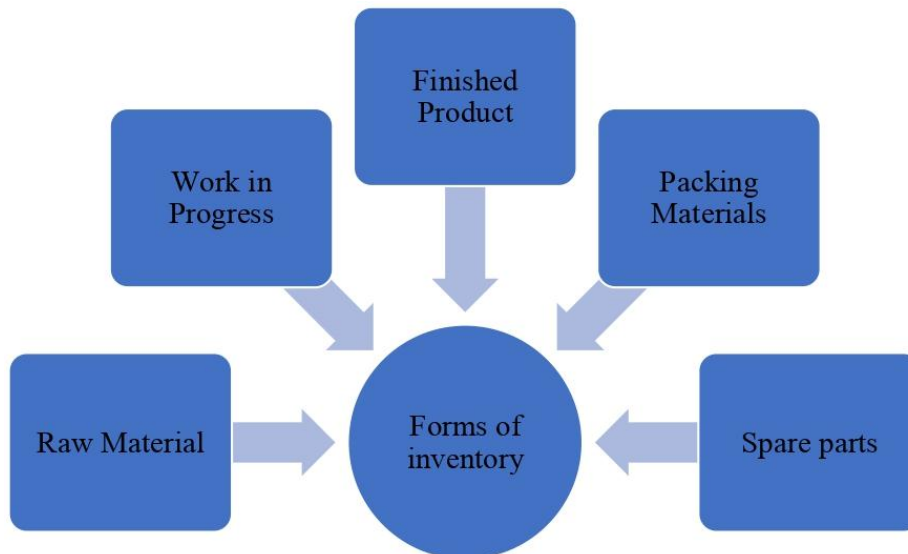 Finished
Product
Work in
Progress
Packing
Materials
Raw Material
Forms of
inventory
Spare parts